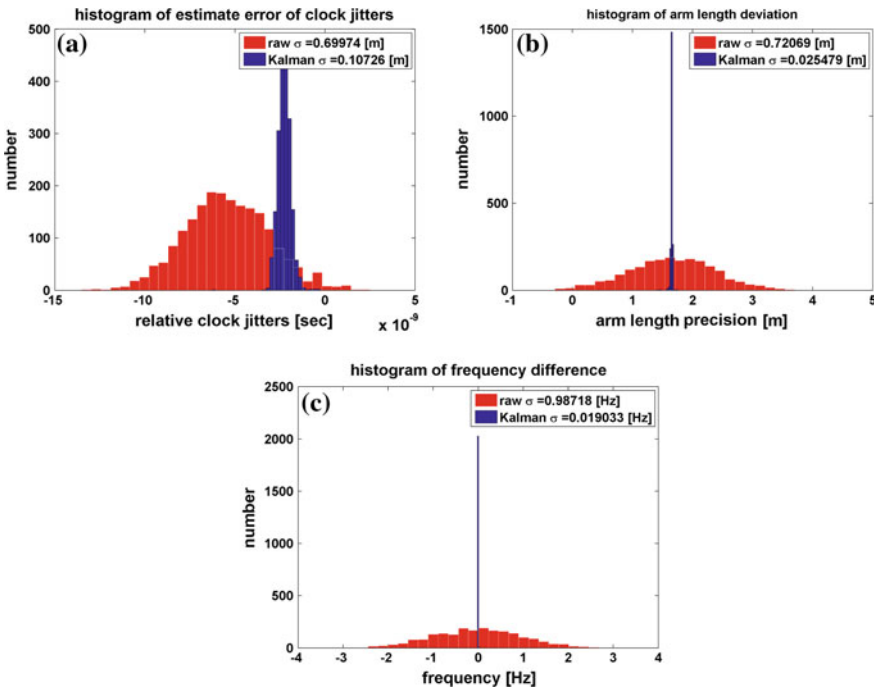 histogram of estimate error of clock jitters
(a)
raw σ =0.69974 [m]
Kalman σ =0.10726 [m]
number
500
400
300
200
100
0
-15
-10
-5
0
5
x 10⁻⁹
relative clock jitters [sec]
histogram of arm length deviation
(b)
raw σ =0.72069 [m]
Kalman σ =0.025479 [m]
number
1500
1000
500
0
-1
0
1
2
3
4
5
arm length precision [m]
histogram of frequency difference
(c)
raw σ =0.98718 [Hz]
Kalman σ =0.019033 [Hz]
number
2500
2000
1500
1000
500
0
-4
-3
-2
-1
0
1
2
3
4
frequency [Hz]